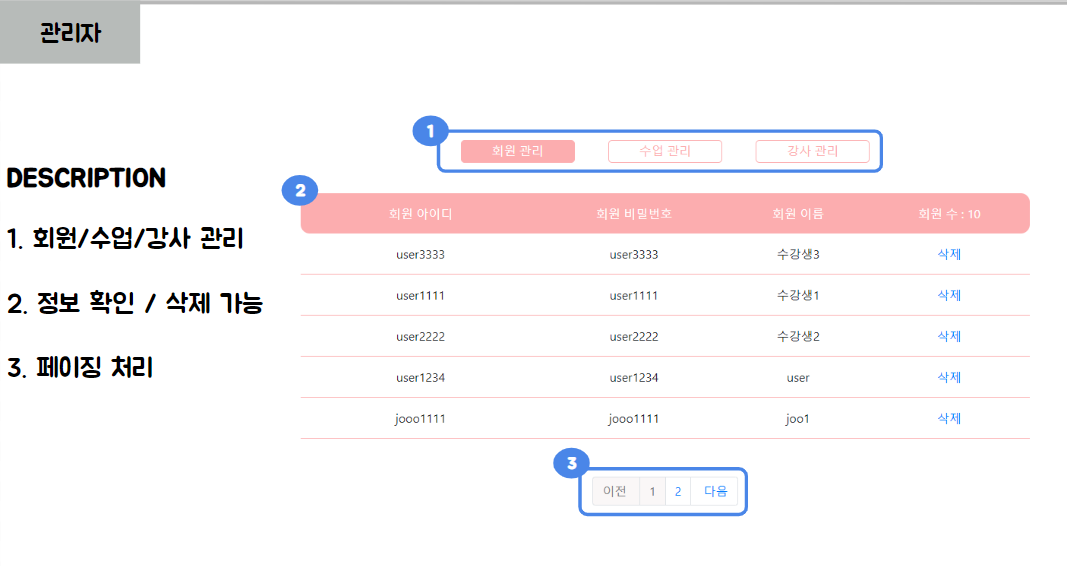 관리자
DESCRIPTION
1. 회원/수업/강사 관리
2. 정보 확인 / 삭제 가능
3. 페이징 처리
1
회원 관리 수업 관리 강사 관리
2
회원 아이디 회원 비밀번호 회원 이름 회원 수 : 10
user3333 user3333 수강생3 삭제
user1111 user1111 수강생1 삭제
user2222 user2222 수강생2 삭제
user1234 user1234 user 삭제
jooo1111 jooo1111 joo1 삭제
3
이전 1 2 다음